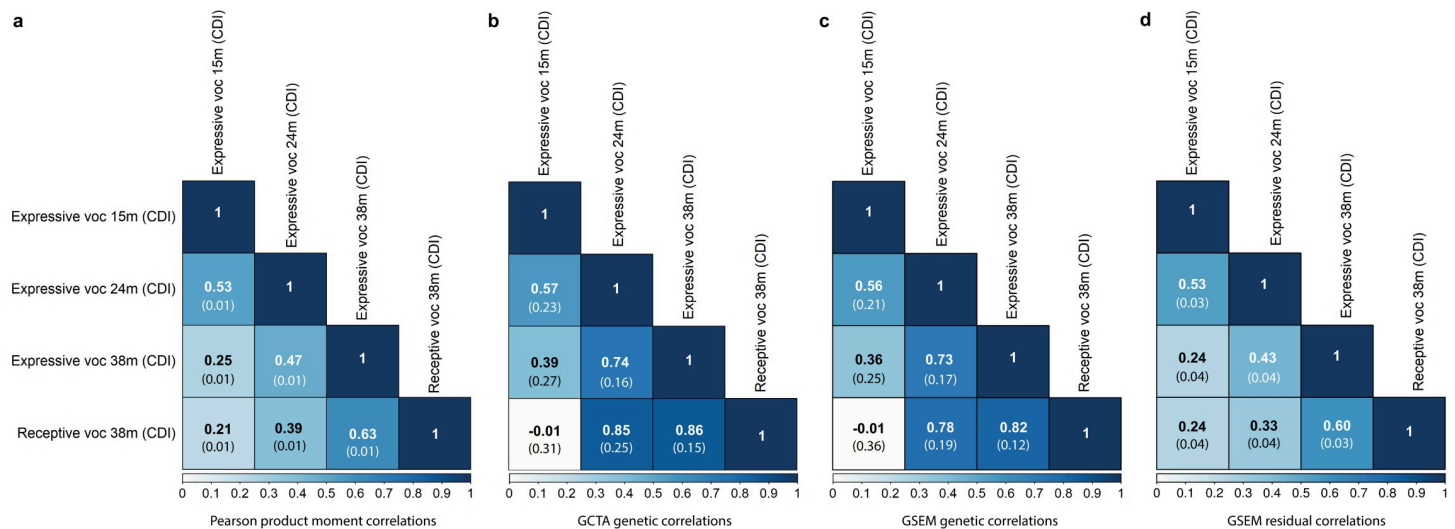 a
b
c
d
Expressive voc 15m (CDI)
Expressive voc 24m (CDI)
Expressive voc 38m (CDI)
Receptive voc 38m (CDI)
Expressive voc 15m (CDI)
Expressive voc 24m (CDI)
Expressive voc 38m (CDI)
Receptive voc 38m (CDI)
Expressive voc 15m (CDI)
Expressive voc 24m (CDI)
Expressive voc 38m (CDI)
Receptive voc 38m (CDI)
Expressive voc 15m (CDI)
Expressive voc 24m (CDI)
Expressive voc 38m (CDI)
Receptive voc 38m (CDI)
Expressive voc 15m (CDI) 1 1 1 1
Expressive voc 24m (CDI) 0.53 1 0.57 1 0.56 1 0.53 1
(0.01) (0.23) (0.21) (0.03)
Expressive voc 38m (CDI) 0.25 0.47 1 0.39 0.74 1 0.36 0.73 1 0.24 0.43 1
(0.01) (0.01) (0.27) (0.16) (0.25) (0.17) (0.04) (0.04)
Receptive voc 38m (CDI) 0.21 0.39 0.63 1 -0.01 0.85 0.86 1 -0.01 0.78 0.82 1 0.24 0.33 0.60 1
(0.01) (0.01) (0.01) (0.31) (0.25) (0.15) (0.36) (0.19) (0.12) (0.04) (0.04) (0.03)
0 0.1 0.2 0.3 0.4 0.5 0.6 0.7 0.8 0.9 1
0 0.1 0.2 0.3 0.4 0.5 0.6 0.7 0.8 0.9 1
0 0.1 0.2 0.3 0.4 0.5 0.6 0.7 0.8 0.9 1
0 0.1 0.2 0.3 0.4 0.5 0.6 0.7 0.8 0.9 1
Pearson product moment correlations
GCTA genetic correlations
GSEM genetic correlations
GSEM residual correlations